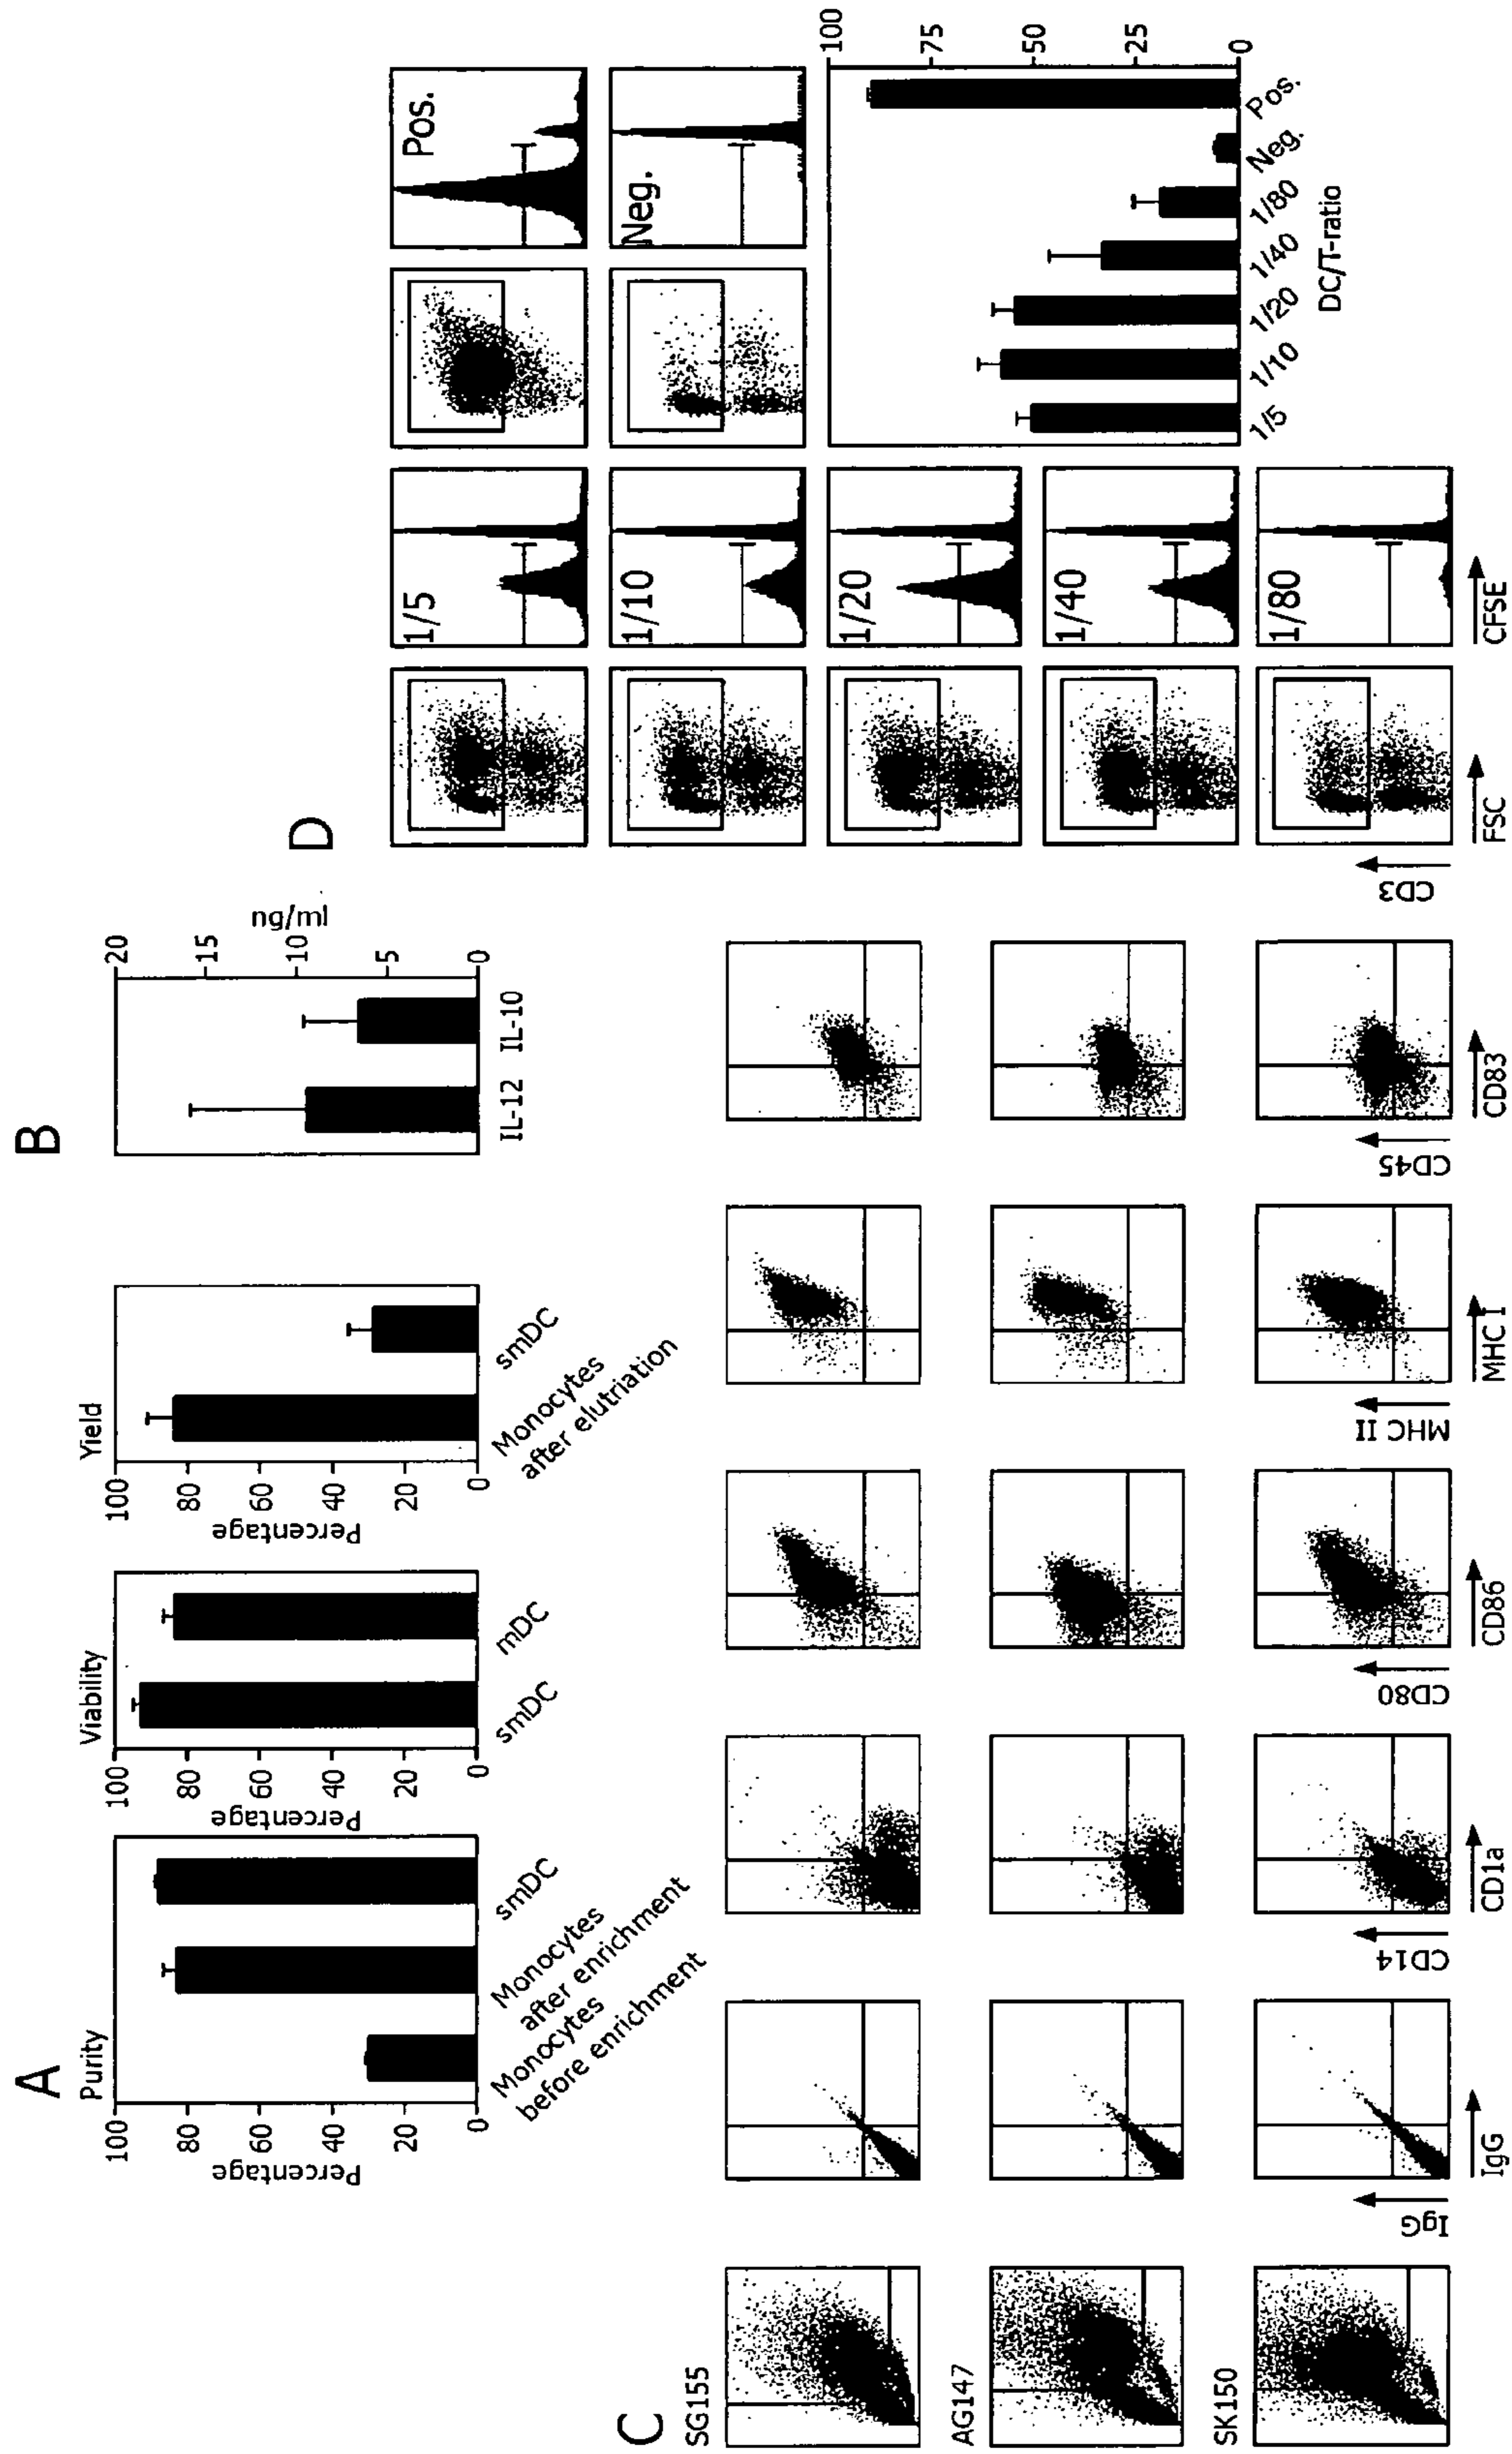 A
Purity
100
80
60
40
20
0
Percentage
Monocytes
before enrichment
Monocytes
after enrichment
smDC
Viability
100
80
60
40
20
0
Percentage
smDC
mDC
Yield
100
80
60
40
20
0
Percentage
Monocytes
after elutriation
smDC
B
20
15
10
5
0
ng/ml
IL-12
IL-10
C
SG155
AG147
SK150
IgG
IgG
CD14
CD1a
CD80
CD86
MHC II
MHC I
CD45
CD83
D
1/5
1/10
1/20
1/40
1/80
CD3
FSC
CFSE
Pos.
Neg.
100
75
50
25
0
1/5
1/10
1/20
1/40
1/80
Neg.
Pos.
DC/T-ratio